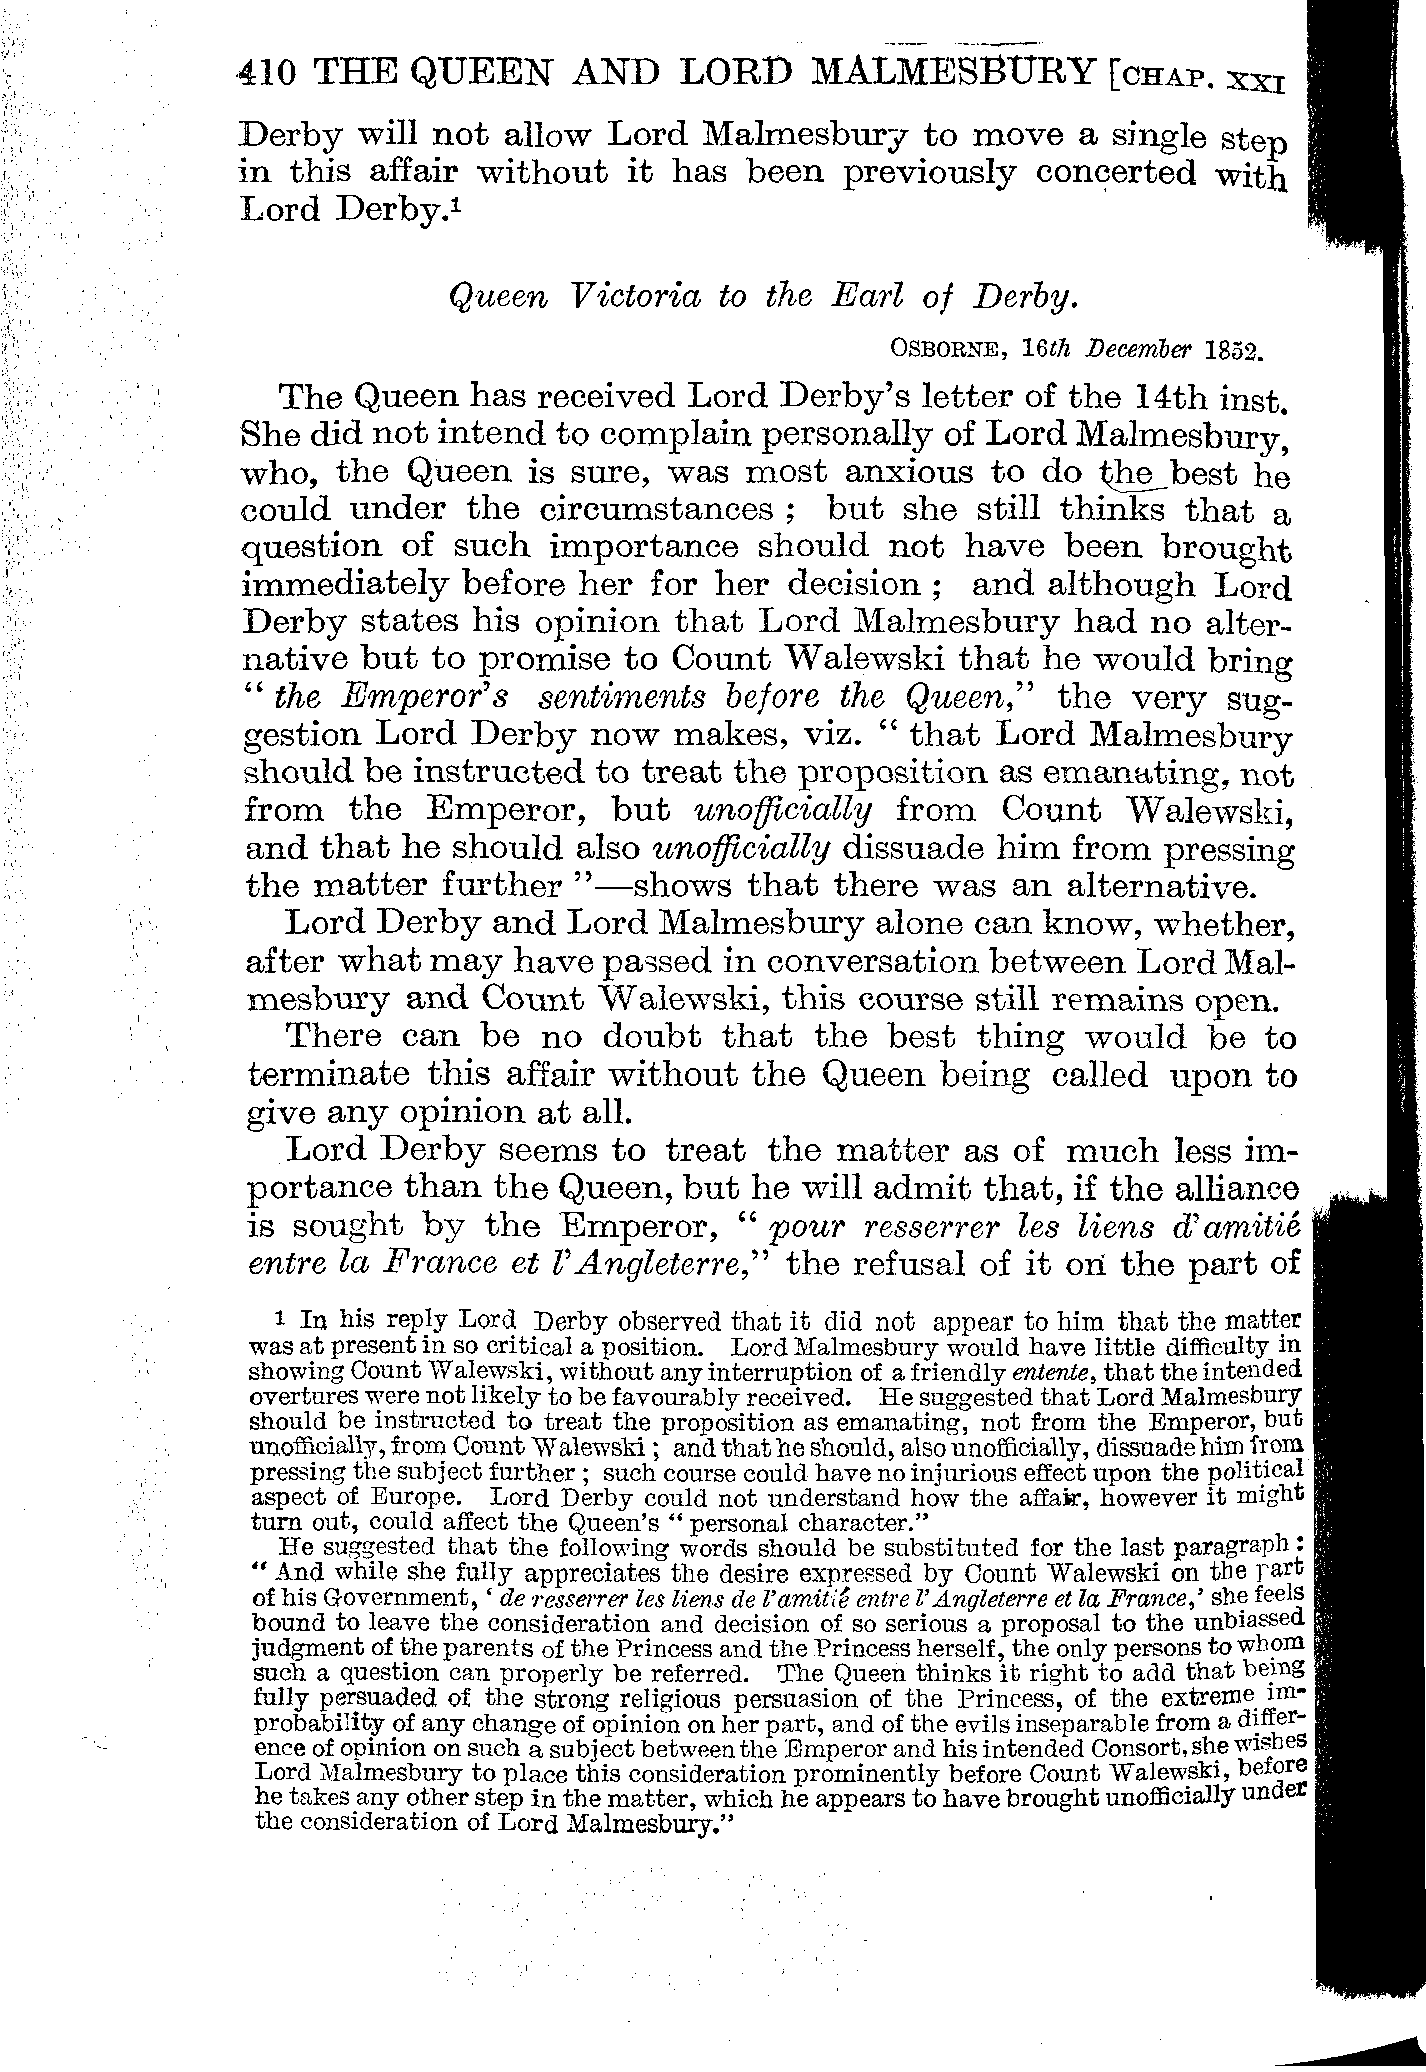 410 THE QUEEN AND LORD MALMESBURY [CHAP. XXI
Derby will not allow Lord Malmesbury to move a single step
in this affair without it has been previously concerted with
Lord Derby.¹
Queen Victoria to the Earl of Derby.
OSBORNE, 16th December 1852.
The Queen has received Lord Derby's letter of the 14th inst.
She did not intend to complain personally of Lord Malmesbury,
who, the Queen is sure, was most anxious to do the best he
could under the circumstances ; but she still thinks that a
question of such importance should not have been brought
immediately before her for her decision ; and although Lord
Derby states his opinion that Lord Malmesbury had no alter-
native but to promise to Count Walewski that he would bring
" the Emperor's sentiments before the Queen," the very sug-
gestion Lord Derby now makes, viz. " that Lord Malmesbury
should be instructed to treat the proposition as emanating, not
from the Emperor, but unofficially from Count Walewski,
and that he should also unofficially dissuade him from pressing
the matter further "—shows that there was an alternative.
Lord Derby and Lord Malmesbury alone can know, whether,
after what may have passed in conversation between Lord Mal-
mesbury and Count Walewski, this course still remains open.
There can be no doubt that the best thing would be to
terminate this affair without the Queen being called upon to
give any opinion at all.
Lord Derby seems to treat the matter as of much less im-
portance than the Queen, but he will admit that, if the alliance
is sought by the Emperor, " pour resserrer les liens d'amitié
entre la France et l'Angleterre," the refusal of it on the part of
¹ In his reply Lord Derby observed that it did not appear to him that the matter
was at present in so critical a position. Lord Malmesbury would have little difficulty in
showing Count Walewski, without any interruption of a friendly entente, that the intended
overtures were not likely to be favourably received. He suggested that Lord Malmesbury
should be instructed to treat the proposition as emanating, not from the Emperor, but
unofficially, from Count Walewski ; and that he should, also unofficially, dissuade him from
pressing the subject further ; such course could have no injurious effect upon the political
aspect of Europe. Lord Derby could not understand how the affair, however it might
turn out, could affect the Queen's " personal character."
He suggested that the following words should be substituted for the last paragraph :
" And while she fully appreciates the desire expressed by Count Walewski on the part
of his Government, ' de resserrer les liens de l'amitié entre l'Angleterre et la France,' she feels
bound to leave the consideration and decision of so serious a proposal to the unbiassed
judgment of the parents of the Princess and the Princess herself, the only persons to whom
such a question can properly be referred. The Queen thinks it right to add that being
fully persuaded of the strong religious persuasion of the Princess, of the extreme im-
probability of any change of opinion on her part, and of the evils inseparable from a differ-
ence of opinion on such a subject between the Emperor and his intended Consort, she wishes
Lord Malmesbury to place this consideration prominently before Count Walewski, before
he takes any other step in the matter, which he appears to have brought unofficially under
the consideration of Lord Malmesbury."